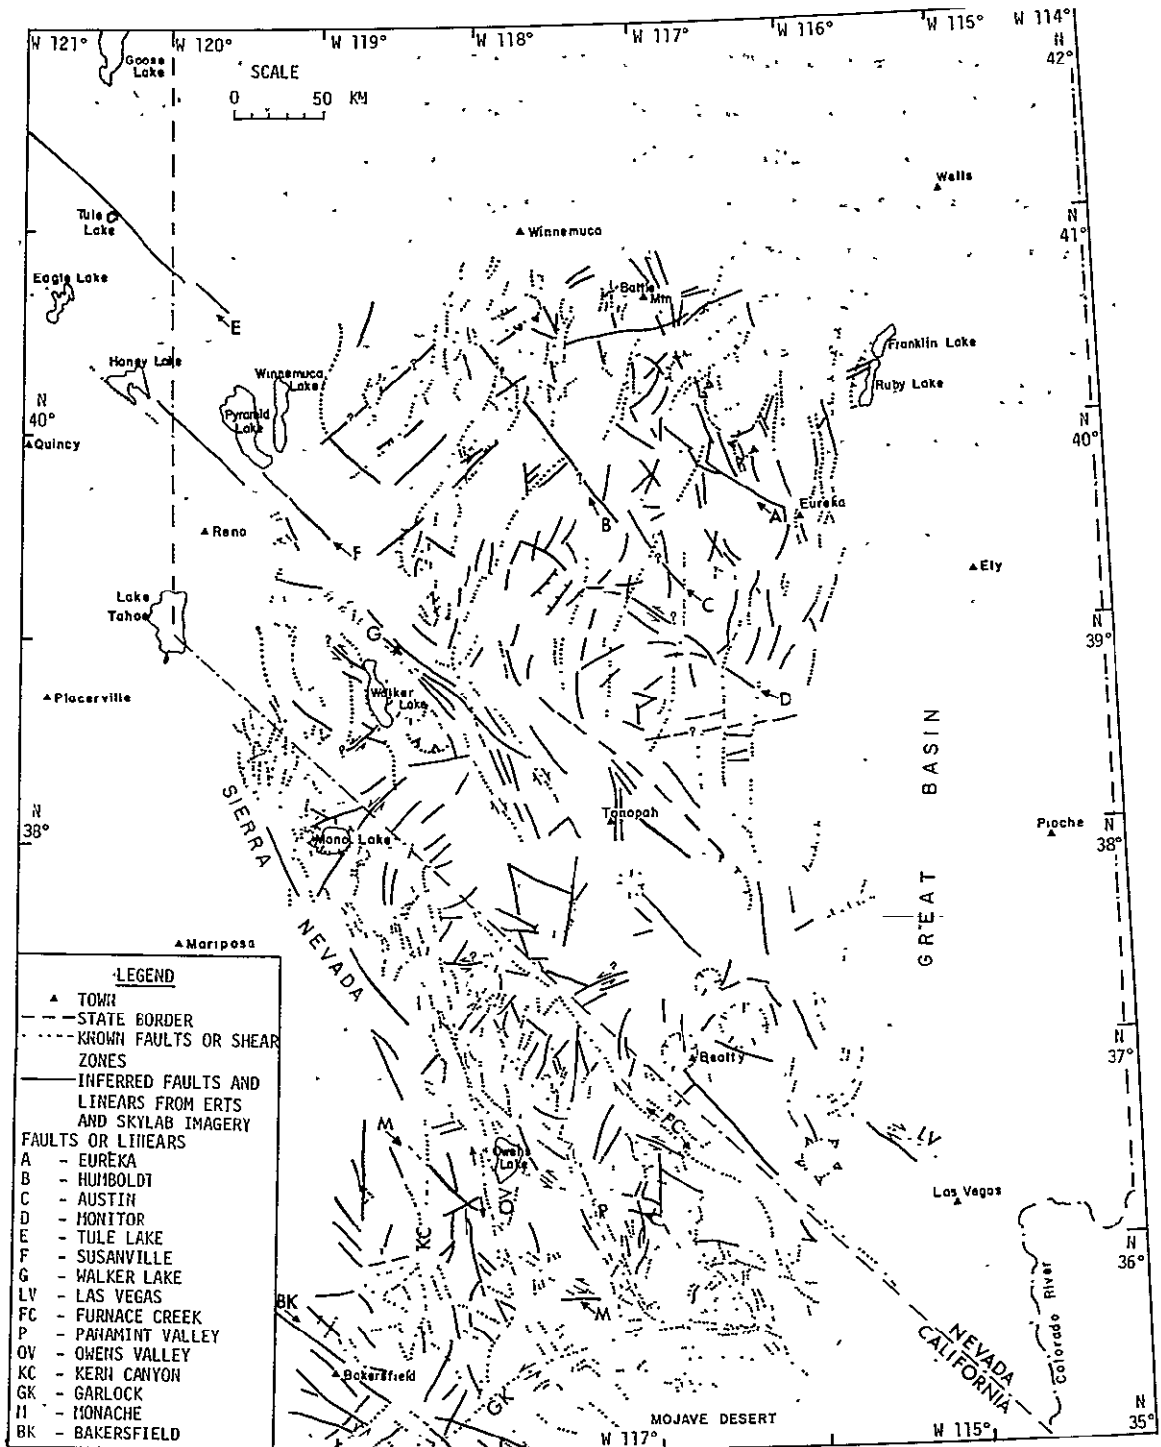 W 121°
W 120°
W 119°
W 118°
W 117°
W 116°
W 115°
W 114°
N
42°
Goose
Lake
SCALE
0 50 KM
Wells
Tule
Lake
N
41°
Winnemuca
Eagle Lake
Battle
Mtn
E
Franklin Lake
Honey Lake
Winnemuca
Lake
Ruby Lake
N
40°
Pyramid
Lake
N
40°
Quincy
?
?
Eureka
A
B
Reno
F
Ely
Lake
Tahoe
C
?
N
39°
G
Walker
Lake
Placerville
D
?
GREAT BASIN
SIERRA NEVADA
N
38°
Tonopah
Mono Lake
Pioche
N
38°
Mariposa
?
?
N
37°
Beatty
FC
M
Owens
Lake
LV
OV
P
KC
Las Vegas
N
36°
BK
M
Colorado River
NEVADA
CALIFORNIA
Bakersfield
GK
MOJAVE DESERT
W 117°
W 115°
N
35°
LEGEND
TOWN
STATE BORDER
KNOWN FAULTS OR SHEAR
ZONES
INFERRED FAULTS AND
LINEARS FROM ERTS
AND SKYLAB IMAGERY
FAULTS OR LINEARS
A - EUREKA
B - HUMBOLDT
C - AUSTIN
D - MONITOR
E - TULE LAKE
F - SUSANVILLE
G - WALKER LAKE
LV - LAS VEGAS
FC - FURNACE CREEK
P - PANAMINT VALLEY
OV - OWENS VALLEY
KC - KERN CANYON
GK - GARLOCK
M - MONACHE
BK - BAKERSFIELD